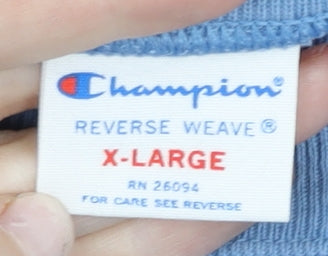 Champion®
REVERSE WEAVE®
X-LARGE
RN 26094
FOR CARE SEE REVERSE